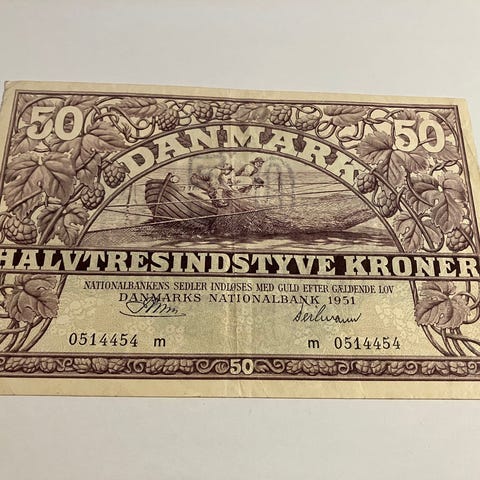 50 50
DANMARK
HALVTRESINDSTYVE KRONER
NATIONALBANKENS SEDLER INDLØSES MED GULD EFTER GÆLDENDE LOV
DANMARKS NATIONALBANK 1951
0514454 m m 0514454
50